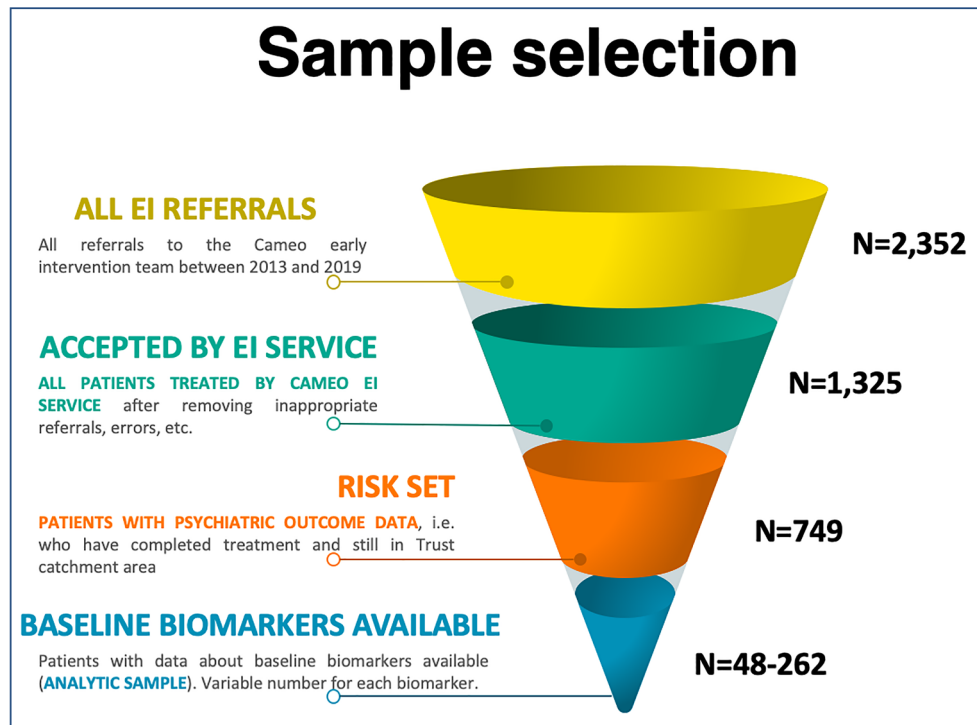 Sample selection
ALL EI REFERRALS
All referrals to the Cameo early
intervention team between 2013 and 2019
N=2,352
ACCEPTED BY EI SERVICE
ALL PATIENTS TREATED BY CAMEO EI
SERVICE after removing inappropriate
referrals, errors, etc.
N=1,325
RISK SET
PATIENTS WITH PSYCHIATRIC OUTCOME DATA, i.e.
who have completed treatment and still in Trust
catchment area
N=749
BASELINE BIOMARKERS AVAILABLE
Patients with data about baseline biomarkers available
(ANALYTIC SAMPLE). Variable number for each biomarker.
N=48-262